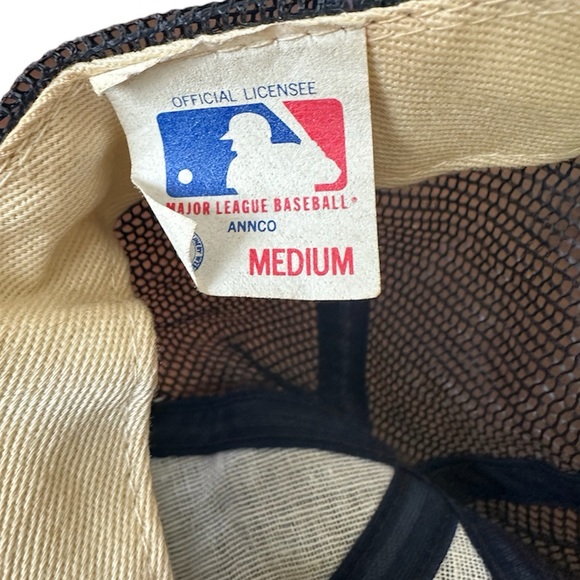 OFFICIAL LICENSEE
MAJOR LEAGUE BASEBALL®
ANNCO
MEDIUM